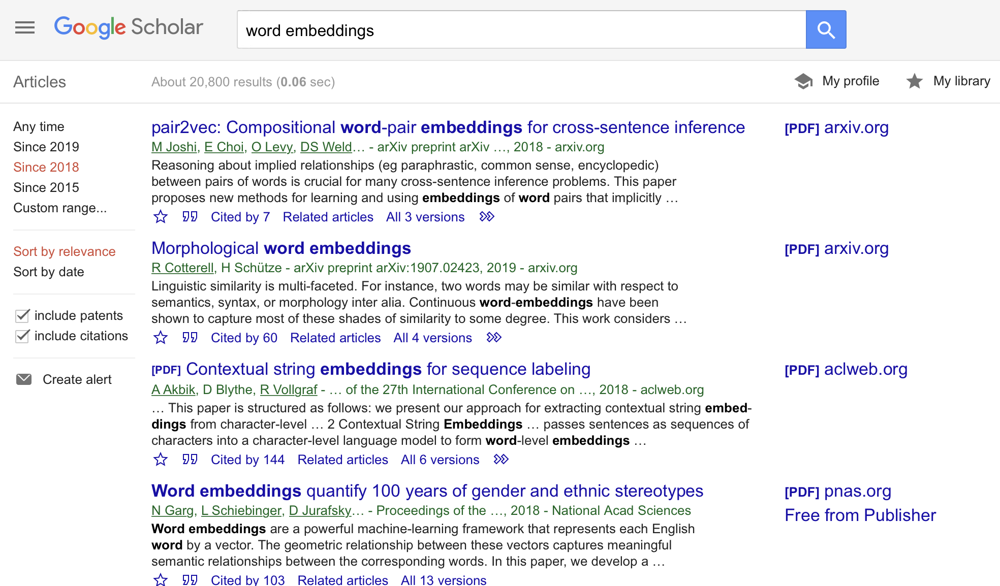 Google Scholar
word embeddings
Articles
About 20,800 results (0.06 sec)
My profile
My library
Any time
Since 2019
Since 2018
Since 2015
Custom range...
Sort by relevance
Sort by date
include patents
include citations
Create alert
pair2vec: Compositional word-pair embeddings for cross-sentence inference
M Joshi, E Choi, O Levy, DS Weld… - arXiv preprint arXiv …, 2018 - arxiv.org
Reasoning about implied relationships (eg paraphrastic, common sense, encyclopedic)
between pairs of words is crucial for many cross-sentence inference problems. This paper
proposes new methods for learning and using embeddings of word pairs that implicitly …
Cited by 7 Related articles All 3 versions
[PDF] arxiv.org
Morphological word embeddings
R Cotterell, H Schütze - arXiv preprint arXiv:1907.02423, 2019 - arxiv.org
Linguistic similarity is multi-faceted. For instance, two words may be similar with respect to
semantics, syntax, or morphology inter alia. Continuous word-embeddings have been
shown to capture most of these shades of similarity to some degree. This work considers …
Cited by 60 Related articles All 4 versions
[PDF] arxiv.org
[PDF] Contextual string embeddings for sequence labeling
A Akbik, D Blythe, R Vollgraf - … of the 27th International Conference on …, 2018 - aclweb.org
… This paper is structured as follows: we present our approach for extracting contextual string embed-
dings from character-level … 2 Contextual String Embeddings … passes sentences as sequences of
characters into a character-level language model to form word-level embeddings …
Cited by 144 Related articles All 6 versions
[PDF] aclweb.org
Word embeddings quantify 100 years of gender and ethnic stereotypes
N Garg, L Schiebinger, D Jurafsky… - Proceedings of the …, 2018 - National Acad Sciences
Word embeddings are a powerful machine-learning framework that represents each English
word by a vector. The geometric relationship between these vectors captures meaningful
semantic relationships between the corresponding words. In this paper, we develop a …
Cited by 103 Related articles All 13 versions
[PDF] pnas.org
Free from Publisher